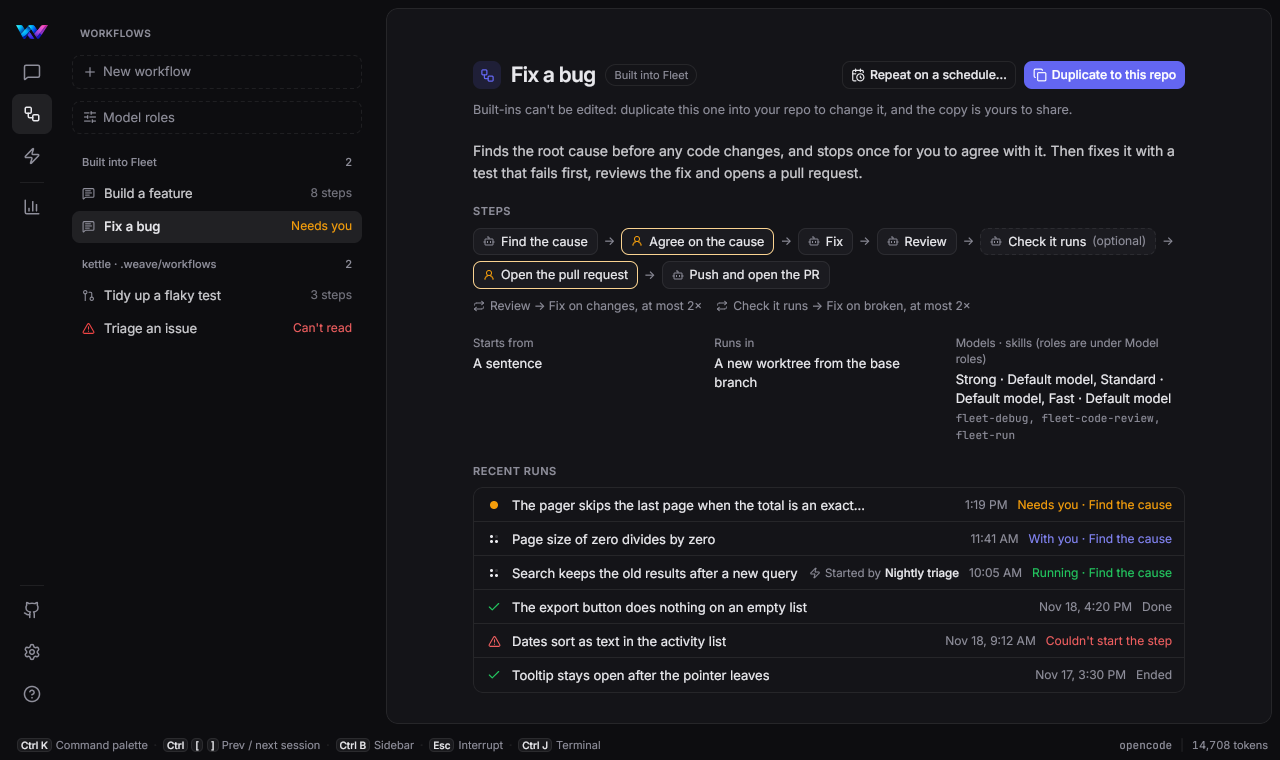 WORKFLOWS
New workflow
Model roles
Built into Fleet 2
Build a feature 8 steps
Fix a bug Needs you
kettle · .weave/workflows 2
Tidy up a flaky test 3 steps
Triage an issue Can't read
Fix a bug Built into Fleet Repeat on a schedule... Duplicate to this repo
Built-ins can't be edited: duplicate this one into your repo to change it, and the copy is yours to share.
Finds the root cause before any code changes, and stops once for you to agree with it. Then fixes it with a
test that fails first, reviews the fix and opens a pull request.
STEPS
Find the cause → Agree on the cause → Fix → Review → Check it runs (optional) →
Open the pull request → Push and open the PR
Review → Fix on changes, at most 2× Check it runs → Fix on broken, at most 2×
Starts from
A sentence
Runs in
A new worktree from the base
branch
Models · skills (roles are under Model
roles)
Strong · Default model, Standard ·
Default model, Fast · Default model
fleet-debug, fleet-code-review,
fleet-run
RECENT RUNS
The pager skips the last page when the total is an exact... 1:19 PM Needs you · Find the cause
Page size of zero divides by zero 11:41 AM With you · Find the cause
Search keeps the old results after a new query Started by Nightly triage 10:05 AM Running · Find the cause
The export button does nothing on an empty list Nov 18, 4:20 PM Done
Dates sort as text in the activity list Nov 18, 9:12 AM Couldn't start the step
Tooltip stays open after the pointer leaves Nov 17, 3:30 PM Ended
Ctrl K Command palette · Ctrl [ ] Prev / next session · Ctrl B Sidebar · Esc Interrupt · Ctrl J Terminal opencode 14,708 tokens